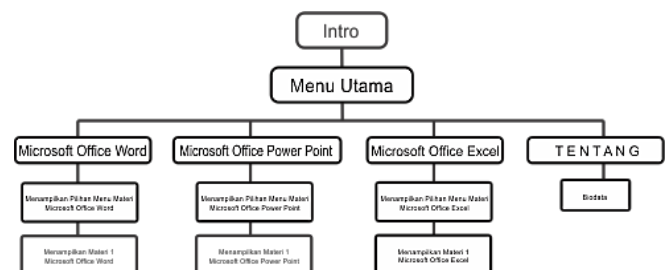 Intro
Menu Utama
Microsoft Office Word
Microsoft Office Power Point
Microsoft Office Excel
T E N T A N G
Menampilkan Pilihan Menu Materi
Microsoft Office Word
Menampilkan Pilihan Menu Materi
Microsoft Office Power Point
Menampilkan Pilihan Menu Materi
Microsoft Office Excel
Biodata
Menampilkan Materi 1
Microsoft Office Word
Menampilkan Materi 1
Microsoft Office Power Point
Menampilkan Materi 1
Microsoft Office Excel